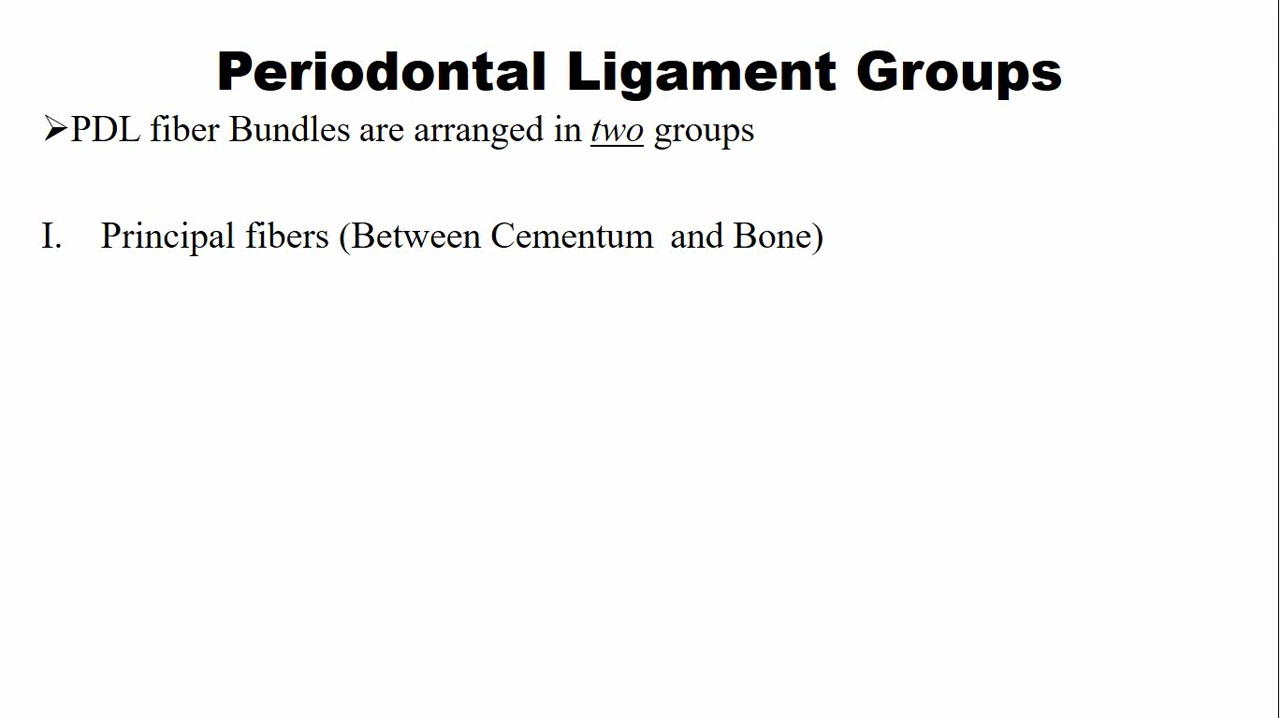 Periodontal Ligament Groups
➢PDL fiber Bundles are arranged in two groups
I. Principal fibers (Between Cementum and Bone)